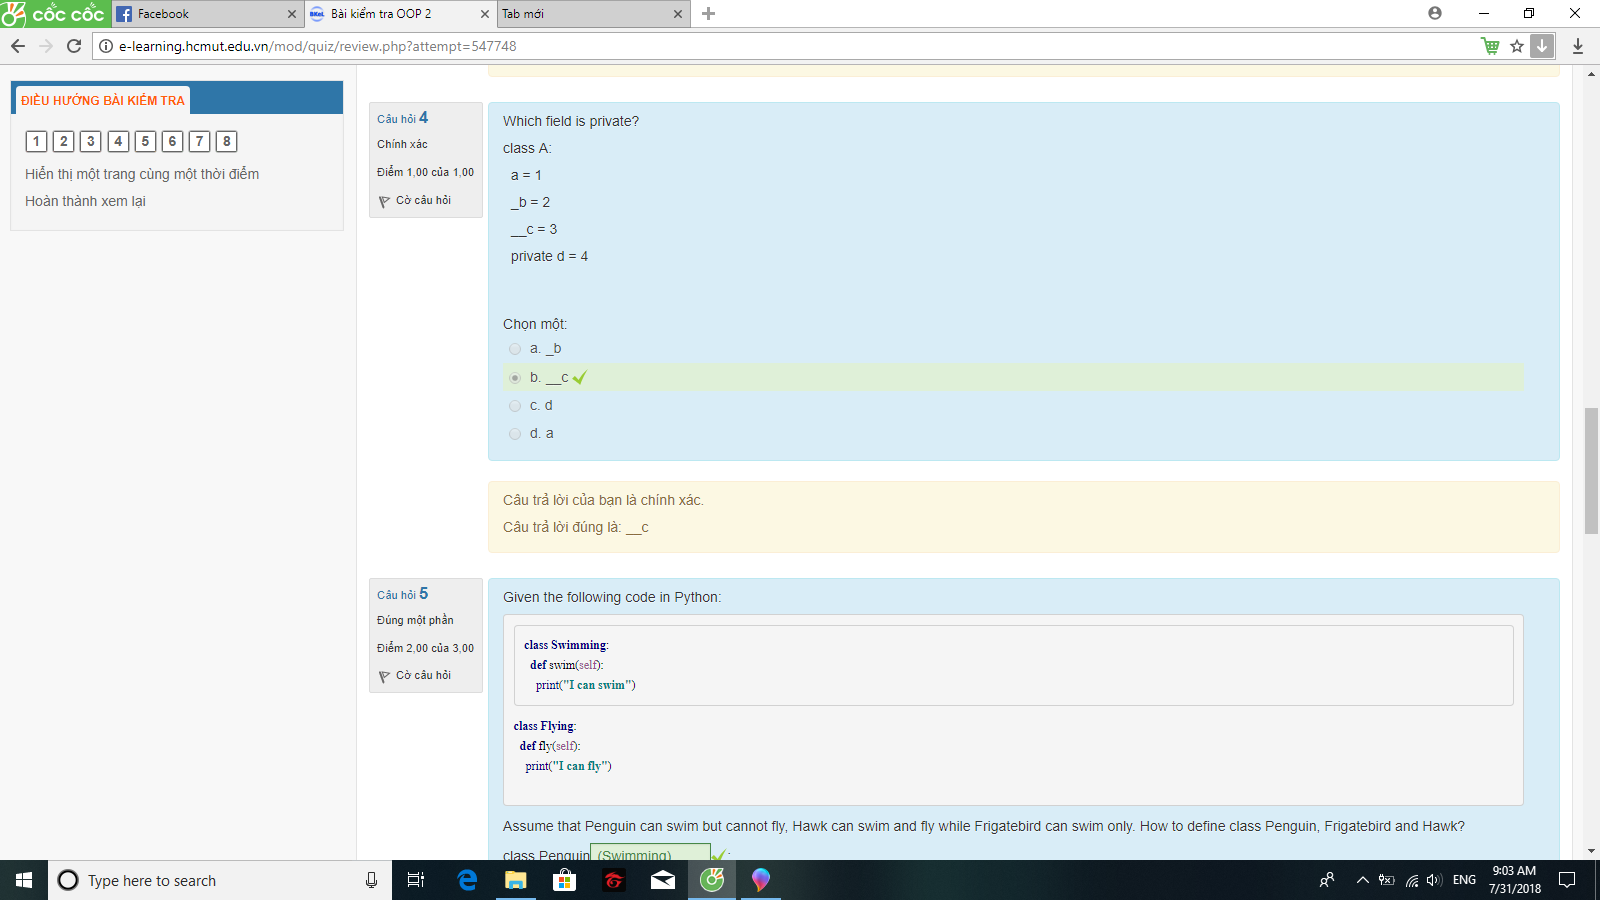 cốc cốc
Facebook
Bài kiểm tra OOP 2
Tab mới
e-learning.hcmut.edu.vn/mod/quiz/review.php?attempt=547748
ĐIỀU HƯỚNG BÀI KIỂM TRA
1 2 3 4 5 6 7 8
Hiển thị một trang cùng một thời điểm
Hoàn thành xem lại
Câu hỏi 4
Chính xác
Điểm 1,00 của 1,00
Cờ câu hỏi
Which field is private?
class A:
a = 1
_b = 2
__c = 3
private d = 4
Chọn một:
a. _b
b. __c
c. d
d. a
Câu trả lời của bạn là chính xác.
Câu trả lời đúng là: __c
Câu hỏi 5
Đúng một phần
Điểm 2,00 của 3,00
Cờ câu hỏi
Given the following code in Python:
class Swimming:
def swim(self):
print("I can swim")
class Flying:
def fly(self):
print("I can fly")
Assume that Penguin can swim but cannot fly, Hawk can swim and fly while Frigatebird can swim only. How to define class Penguin, Frigatebird and Hawk?
class Penguin (Swimming) :
Type here to search
ENG
9:03 AM
7/31/2018